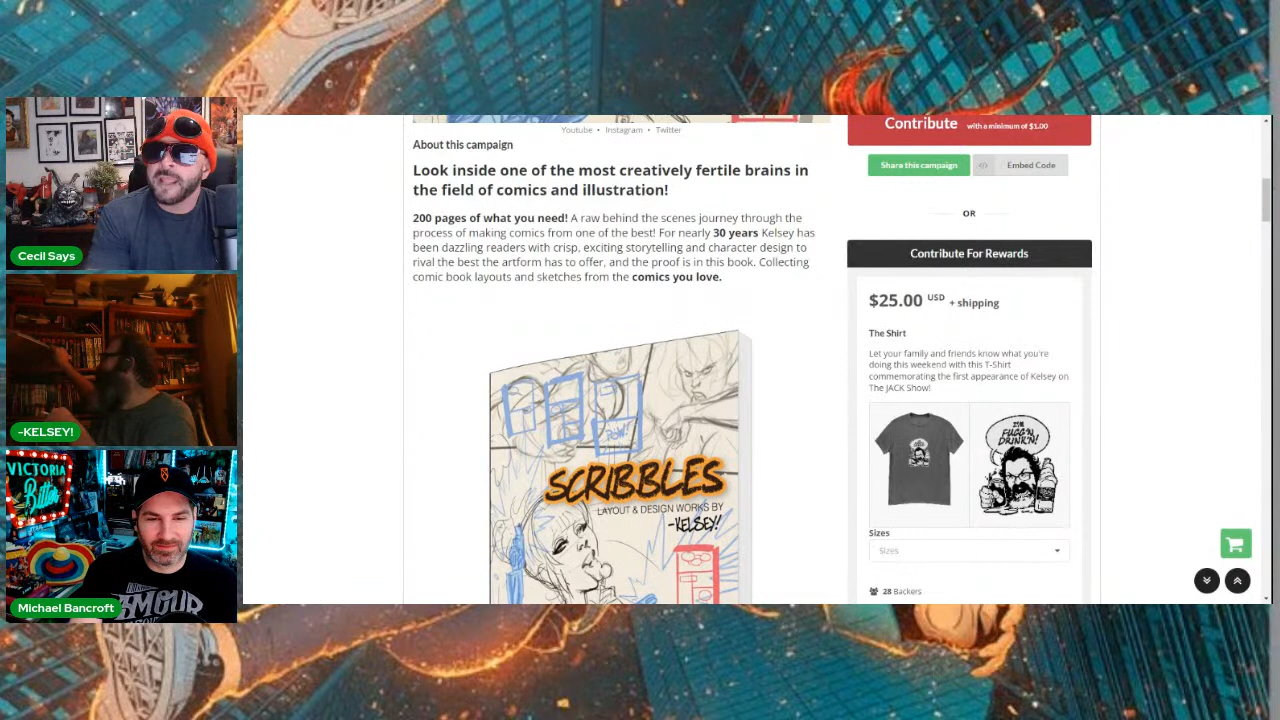 Youtube • Instagram • Twitter
About this campaign
Look inside one of the most creatively fertile brains in
the field of comics and illustration!
200 pages of what you need! A raw behind the scenes journey through the
process of making comics from one of the best! For nearly 30 years Kelsey has
been dazzling readers with crisp, exciting storytelling and character design to
rival the best the artform has to offer, and the proof is in this book. Collecting
comic book layouts and sketches from the comics you love.
POW!
SCRIBBLES
LAYOUT & DESIGN WORKS BY
-KELSEY!
Contribute with a minimum of $1.00
Share this campaign
</> Embed Code
OR
Contribute For Rewards
$25.00 USD + shipping
The Shirt
Let your family and friends know what you're
doing this weekend with this T-Shirt
commemorating the first appearance of Kelsey on
The JACK Show!
I'M
FUGG'N
DRINK'N!
Sizes
Sizes
28 Backers
Cecil Says
-KELSEY!
VICTORIA
Bitter
Michael Bancroft